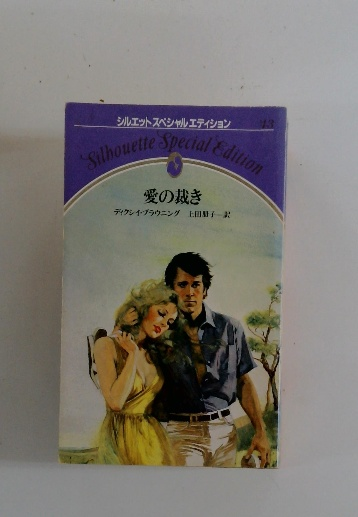 シルエットスペシャルエディション 43
Silhouette Special Edition
愛の裁き
ディクシイ・ブラウニング 上田朋子―訳